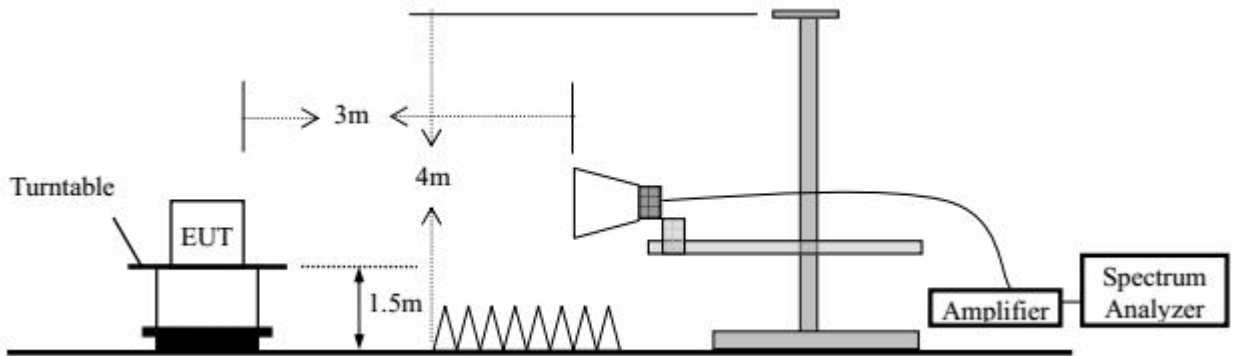 3m
4m
Turntable
EUT
1.5m
Amplifier
Spectrum
Analyzer